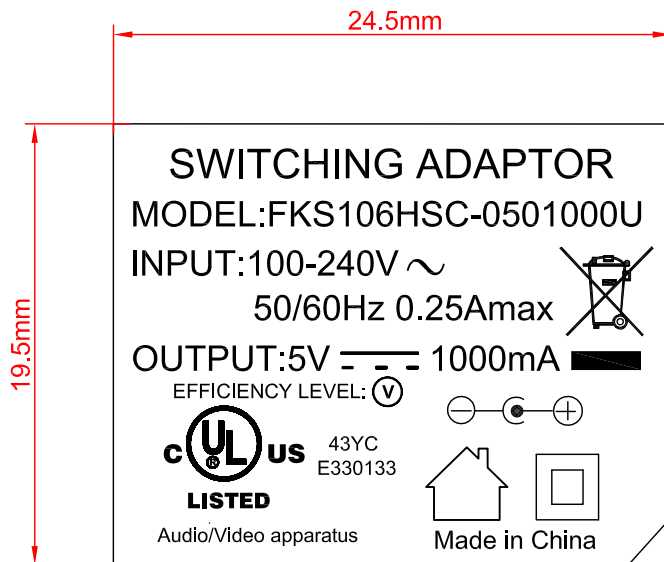 24.5mm
19.5mm
SWITCHING ADAPTOR
MODEL:FKS106HSC-0501000U
INPUT:100-240V ~
50/60Hz 0.25Amax
OUTPUT:5V ⎓ 1000mA
EFFICIENCY LEVEL: V
C UL ® US
LISTED
43YC
E330133
Audio/Video apparatus
Made in China